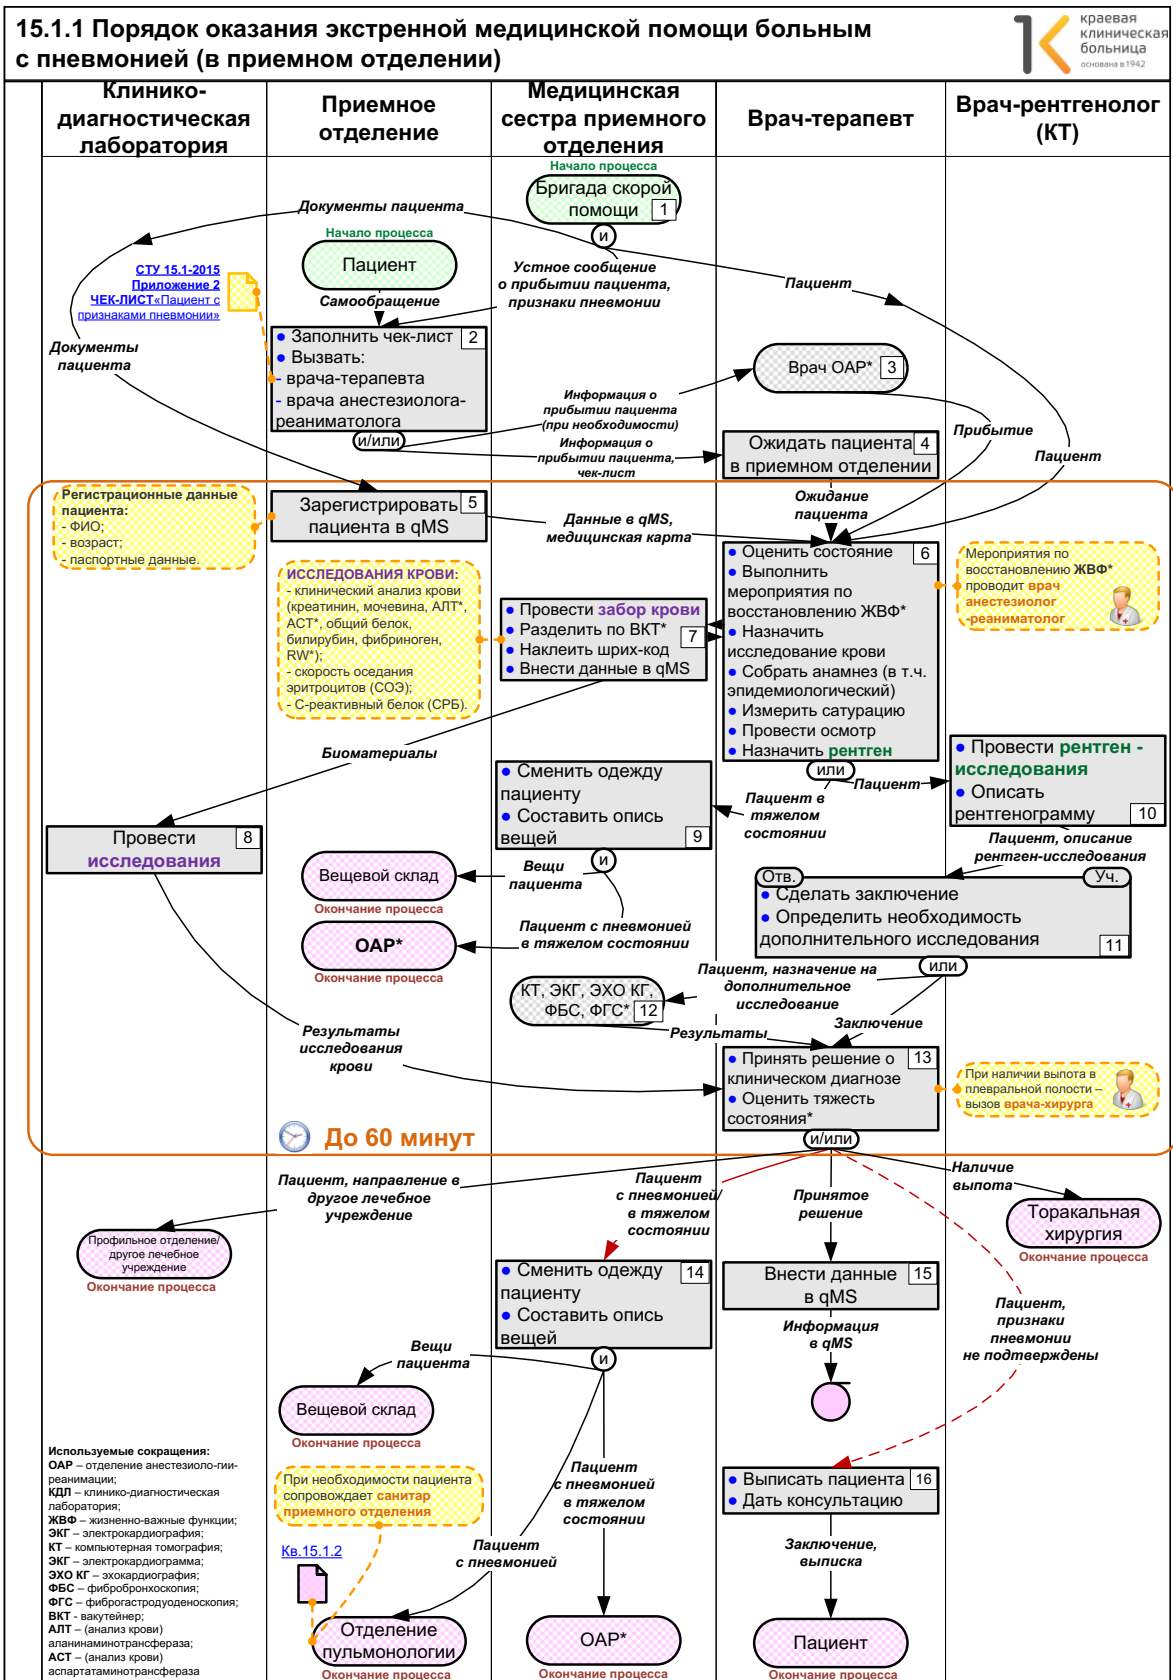 15.1.1 Порядок оказания экстренной медицинской помощи больным
с пневмонией (в приемном отделении)
краевая
клиническая
больница
основана в 1942
Клинико-
диагностическая
лаборатория
Приемное
отделение
Медицинская
сестра приемного
отделения
Врач-терапевт
Врач-рентгенолог
(КТ)
Начало процесса
Бригада скорой
помощи
1
и
Документы пациента
Начало процесса
Пациент
Самообращение
Устное сообщение
о прибытии пациента,
признаки пневмонии
Пациент
СТУ 15.1-2015
Приложение 2
ЧЕК-ЛИСТ«Пациент с
признаками пневмонии»
Документы
пациента
● Заполнить чек-лист
2
● Вызвать:
- врача-терапевта
- врача анестезиолога-
реаниматолога
и/или
Информация о
прибытии пациента
(при необходимости)
Информация о
прибытии пациента,
чек-лист
Врач ОАР*
3
Ожидать пациента
в приемном отделении
4
Прибытие
Пациент
Ожидание
пациента
Регистрационные данные
пациента:
- ФИО;
- возраст;
- паспортные данные.
Зарегистрировать
пациента в qMS
5
Данные в qMS,
медицинская карта
● Оценить состояние
6
● Выполнить
мероприятия по
восстановлению ЖВФ*
● Назначить
исследование крови
● Собрать анамнез (в т.ч.
эпидемиологический)
● Измерить сатурацию
● Провести осмотр
● Назначить рентген
или
Мероприятия по
восстановлению ЖВФ*
проводит врач
анестезиолог
-реаниматолог
ИССЛЕДОВАНИЯ КРОВИ:
- клинический анализ крови
(креатинин, мочевина, АЛТ*,
АСТ*, общий белок,
билирубин, фибриноген,
RW*);
- скорость оседания
эритроцитов (СОЭ);
- С-реактивный белок (СРБ).
● Провести забор крови
● Разделить по ВКТ*
7
● Наклеить шрих-код
● Внести данные в qMS
Биоматериалы
Пациент
Пациент в
тяжелом
состоянии
● Провести рентген -
исследования
● Описать
рентгенограмму
10
● Сменить одежду
пациенту
● Составить опись
вещей
9
и
Провести
исследования
8
Вещевой склад
Окончание процесса
Вещи
пациента
ОАР*
Окончание процесса
Пациент с пневмонией
в тяжелом состоянии
Пациент, описание
рентген-исследования
Отв.
Уч.
● Сделать заключение
● Определить необходимость
дополнительного исследования
11
или
Пациент, назначение на
дополнительное
исследование
КТ, ЭКГ, ЭХО КГ,
ФБС, ФГС*
12
Результаты
Заключение
Результаты
исследования
крови
● Принять решение о
клиническом диагнозе
13
● Оценить тяжесть
состояния*
и/или
При наличии выпота в
плевральной полости –
вызов врача-хирурга
До 60 минут
Пациент, направление в
другое лечебное
учреждение
Пациент
с пневмонией/
в тяжелом
состоянии
Принятое
решение
Наличие
выпота
Профильное отделение/
другое лечебное
учреждение
Окончание процесса
Торакальная
хирургия
Окончание процесса
● Сменить одежду
пациенту
14
● Составить опись
вещей
и
Внести данные
в qMS
15
Информация
в qMS
Пациент,
признаки
пневмонии
не подтверждены
Вещи
пациента
Вещевой склад
Окончание процесса
При необходимости пациента
сопровождает санитар
приемного отделения
Кв.15.1.2
Пациент
с пневмонией
Пациент
с пневмонией
в тяжелом
состоянии
● Выписать пациента
16
● Дать консультацию
Заключение,
выписка
Отделение
пульмонологии
Окончание процесса
ОАР*
Окончание процесса
Пациент
Окончание процесса
Используемые сокращения:
ОАР – отделение анестезиоло-гии-
реанимации;
КДЛ – клинико-диагностическая
лаборатория;
ЖВФ – жизненно-важные функции;
ЭКГ – электрокардиография;
КТ – компьютерная томография;
ЭКГ – электрокардиограмма;
ЭХО КГ – эхокардиография;
ФБС – фибробронхоскопия;
ФГС – фиброгастродуоденоскопия;
ВКТ - вакутейнер;
АЛТ – (анализ крови)
аланинаминотрансфераза;
АСТ – (анализ крови)
аспартатаминотрансфераза